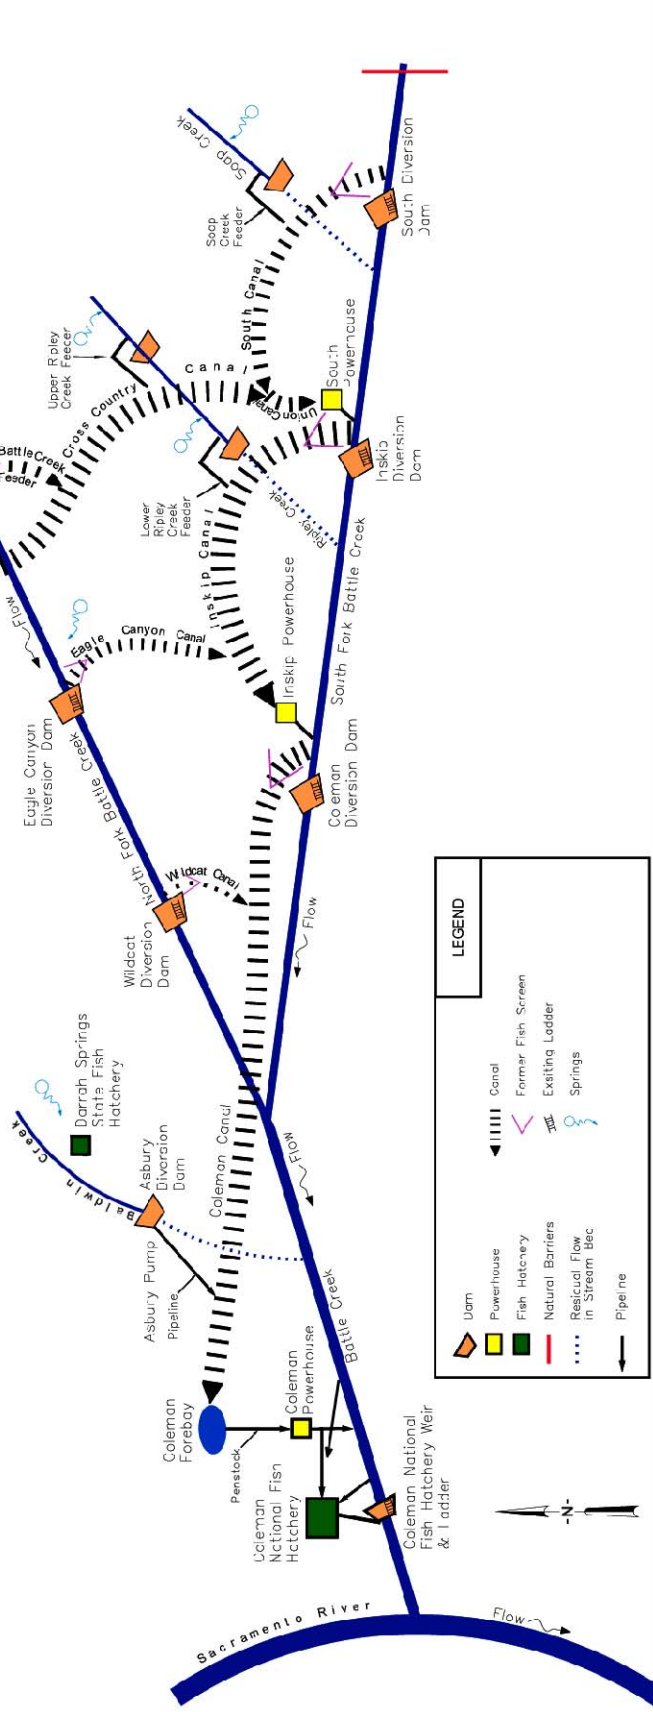 Soap Creek
Soap
Creek
Feeder
South Canal
South Diversion
Dam
Upper Ripley
Creek Feecer
Cross Country Canal
Battle Creek
Feeder
Union Canal
South
Powerhcuse
Inskip
Diversion
Dam
Lower
Ripley
Creek
Feeder
Ripley Creek
Inskip Canal
Inskip Powerhouse
South Fork Battle Creek
Flow
Eagle Canyon Canal
Eagle Canyon
Diversion Dam
North Fork Battle Creek
Coleman
Diversion Dam
Wildcat Canal
Wildcat
Diversion
Dam
Flow
Darrah Springs
State Fish
Hatchery
Baldwin Creek
Asbury
Diversion
Dam
Asbury Pump
Pipeline
Coleman Canal
Flow
Battle Creek
Coleman
Forebay
Penstock
Coleman
Powerhouse
Coleman
National Fish
Hatchery
Coleman National
Fish Hatchery Weir
& Ladder
Sacramento River
Flow
-N-
LEGEND
Dam
Powerhouse
Fish Hatchery
Natural Barriers
Resicual Flow
in Stream Bec
Pipeline
Canal
Former Fish Screen
Exsiting Ladder
Springs